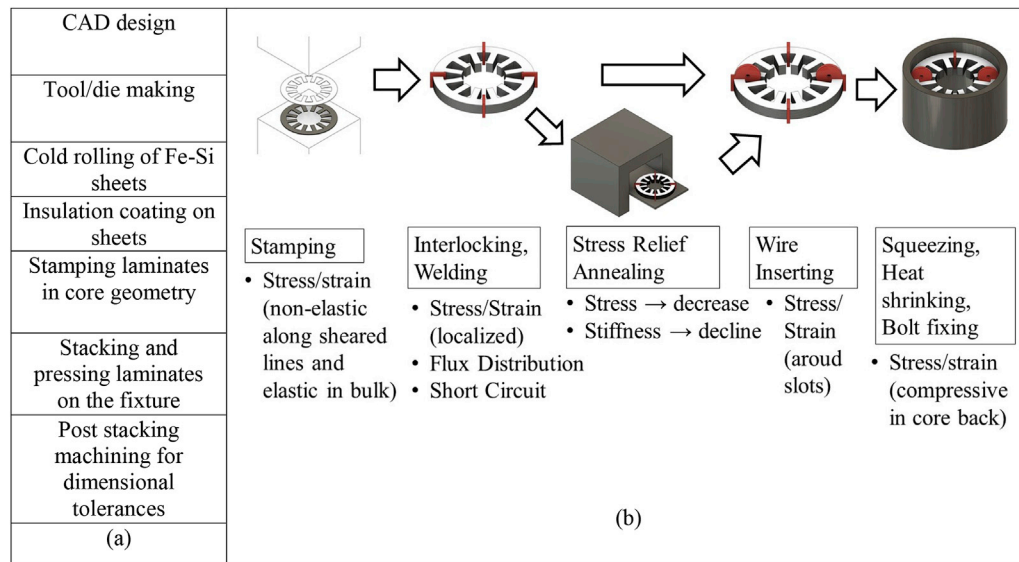 CAD design
Tool/die making
Cold rolling of Fe-Si
sheets
Insulation coating on
sheets
Stamping laminates
in core geometry
Stacking and
pressing laminates
on the fixture
Post stacking
machining for
dimensional
tolerances
(a)
Stamping
• Stress/strain
(non-elastic
along sheared
lines and
elastic in bulk)
Interlocking,
Welding
• Stress/Strain
(localized)
• Flux Distribution
• Short Circuit
Stress Relief
Annealing
• Stress → decrease
• Stiffness → decline
Wire
Inserting
• Stress/
Strain
(aroud
slots)
Squeezing,
Heat
shrinking,
Bolt fixing
• Stress/strain
(compressive
in core back)
(b)